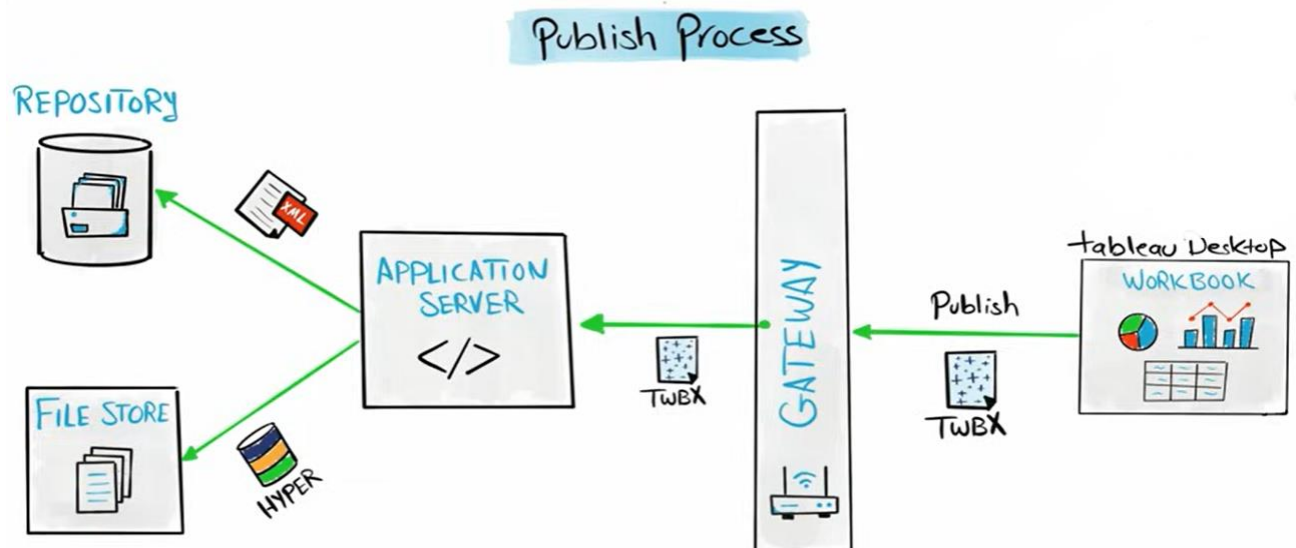 Publish Process
REPOSITORY
XML
APPLICATION
SERVER
</>
FILE STORE
HYPER
TWBX
GATEWAY
Publish
TWBX
tableau Desktop
WORKBOOK